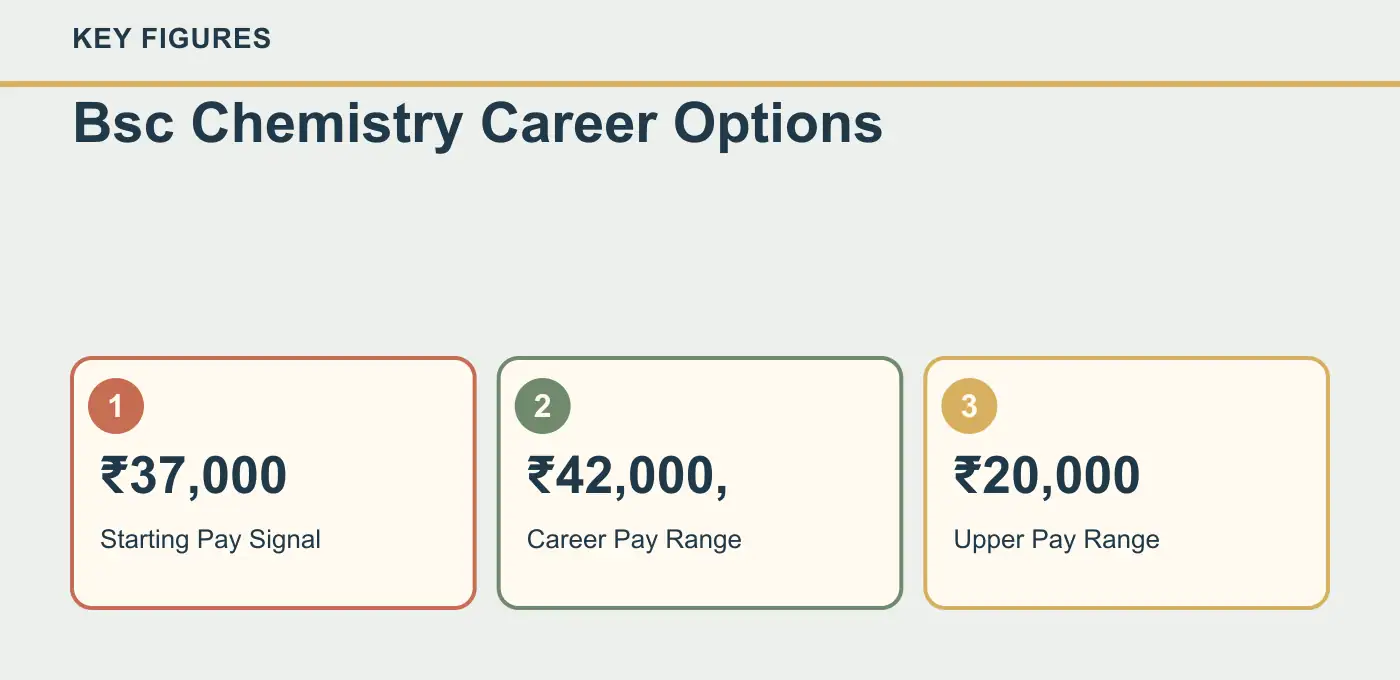 KEY FIGURES
Bsc Chemistry Career Options
1
₹37,000
Starting Pay Signal
2
₹42,000,
Career Pay Range
3
₹20,000
Upper Pay Range